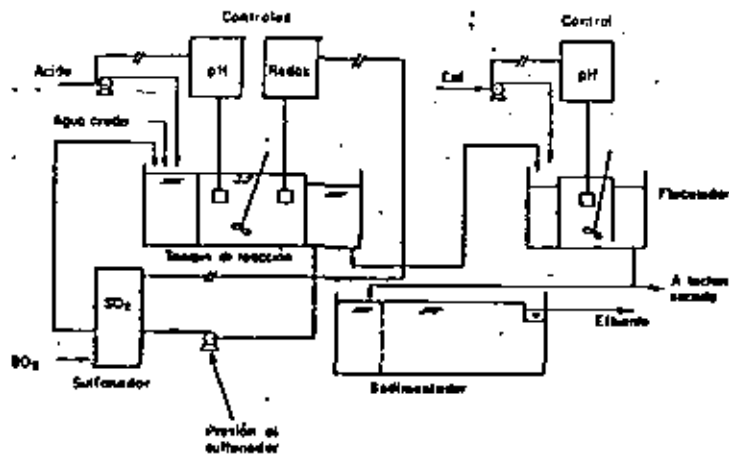 Controles
Control
pH
Redox
Acido
Agua cruda
Cal
pH
Floculador
Tanque de reacción
SO₂
SO₂
Sulfonador
Presión al
sulfonador
Sedimentador
A lechos
secado
Efluente